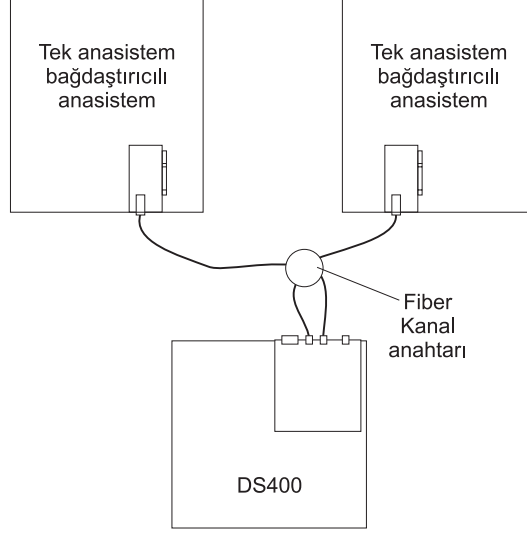 Tek anasistem
bağdaştırıcılı
anasistem
Tek anasistem
bağdaştırıcılı
anasistem
Fiber
Kanal
anahtarı
DS400